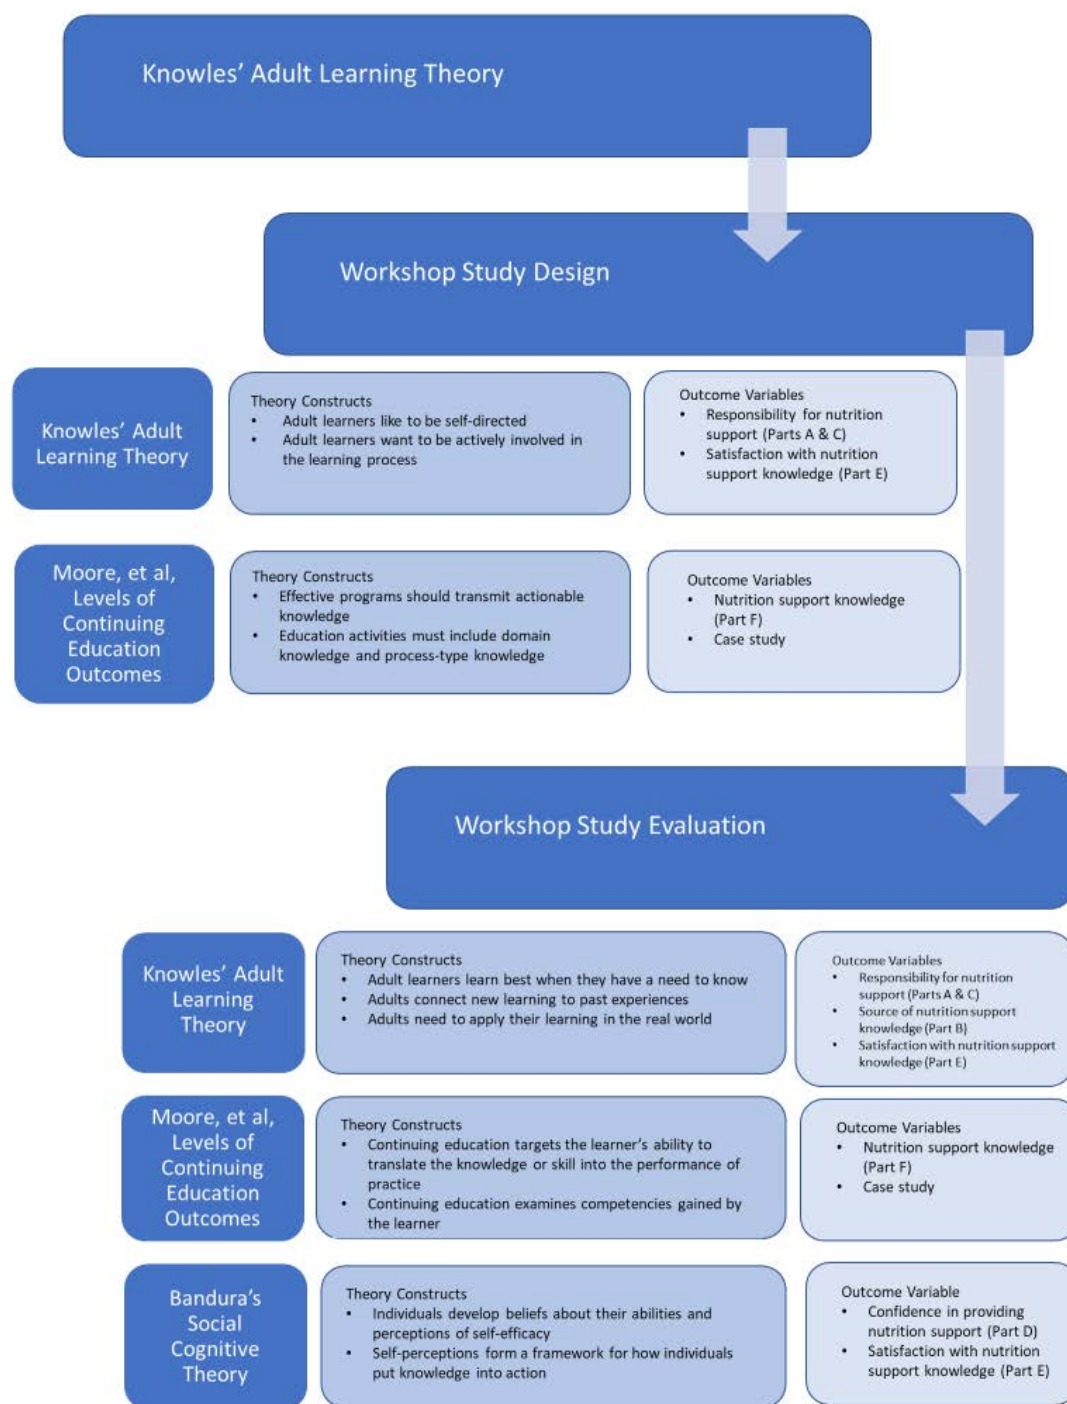 Knowles' Adult Learning Theory
Workshop Study Design
Knowles' Adult
Learning Theory
Theory Constructs
• Adult learners like to be self-directed
• Adult learners want to be actively involved in
the learning process
Outcome Variables
• Responsibility for nutrition
support (Parts A & C)
• Satisfaction with nutrition
support knowledge (Part E)
Moore, et al,
Levels of
Continuing
Education
Outcomes
Theory Constructs
• Effective programs should transmit actionable
knowledge
• Education activities must include domain
knowledge and process-type knowledge
Outcome Variables
• Nutrition support knowledge
(Part F)
• Case study
Workshop Study Evaluation
Knowles' Adult
Learning
Theory
Theory Constructs
• Adult learners learn best when they have a need to know
• Adults connect new learning to past experiences
• Adults need to apply their learning in the real world
Outcome Variables
• Responsibility for nutrition
support (Parts A & C)
• Source of nutrition support
knowledge (Part B)
• Satisfaction with nutrition support
knowledge (Part E)
Moore, et al,
Levels of
Continuing
Education
Outcomes
Theory Constructs
• Continuing education targets the learner's ability to
translate the knowledge or skill into the performance of
practice
• Continuing education examines competencies gained by
the learner
Outcome Variables
• Nutrition support knowledge
(Part F)
• Case study
Bandura's
Social
Cognitive
Theory
Theory Constructs
• Individuals develop beliefs about their abilities and
perceptions of self-efficacy
• Self-perceptions form a framework for how individuals
put knowledge into action
Outcome Variable
• Confidence in providing
nutrition support (Part D)
• Satisfaction with nutrition
support knowledge (Part E)